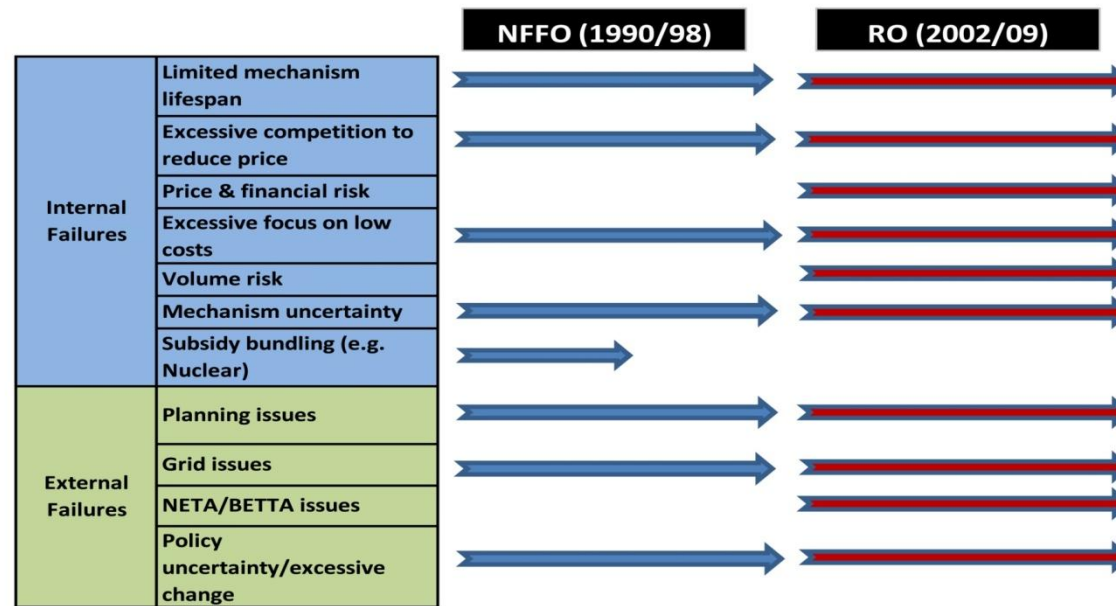 NFFO (1990/98)
RO (2002/09)
Internal
Failures
Limited mechanism
lifespan
Excessive competition to
reduce price
Price & financial risk
Excessive focus on low
costs
Volume risk
Mechanism uncertainty
Subsidy bundling (e.g.
Nuclear)
External
Failures
Planning issues
Grid issues
NETA/BETTA issues
Policy
uncertainty/excessive
change